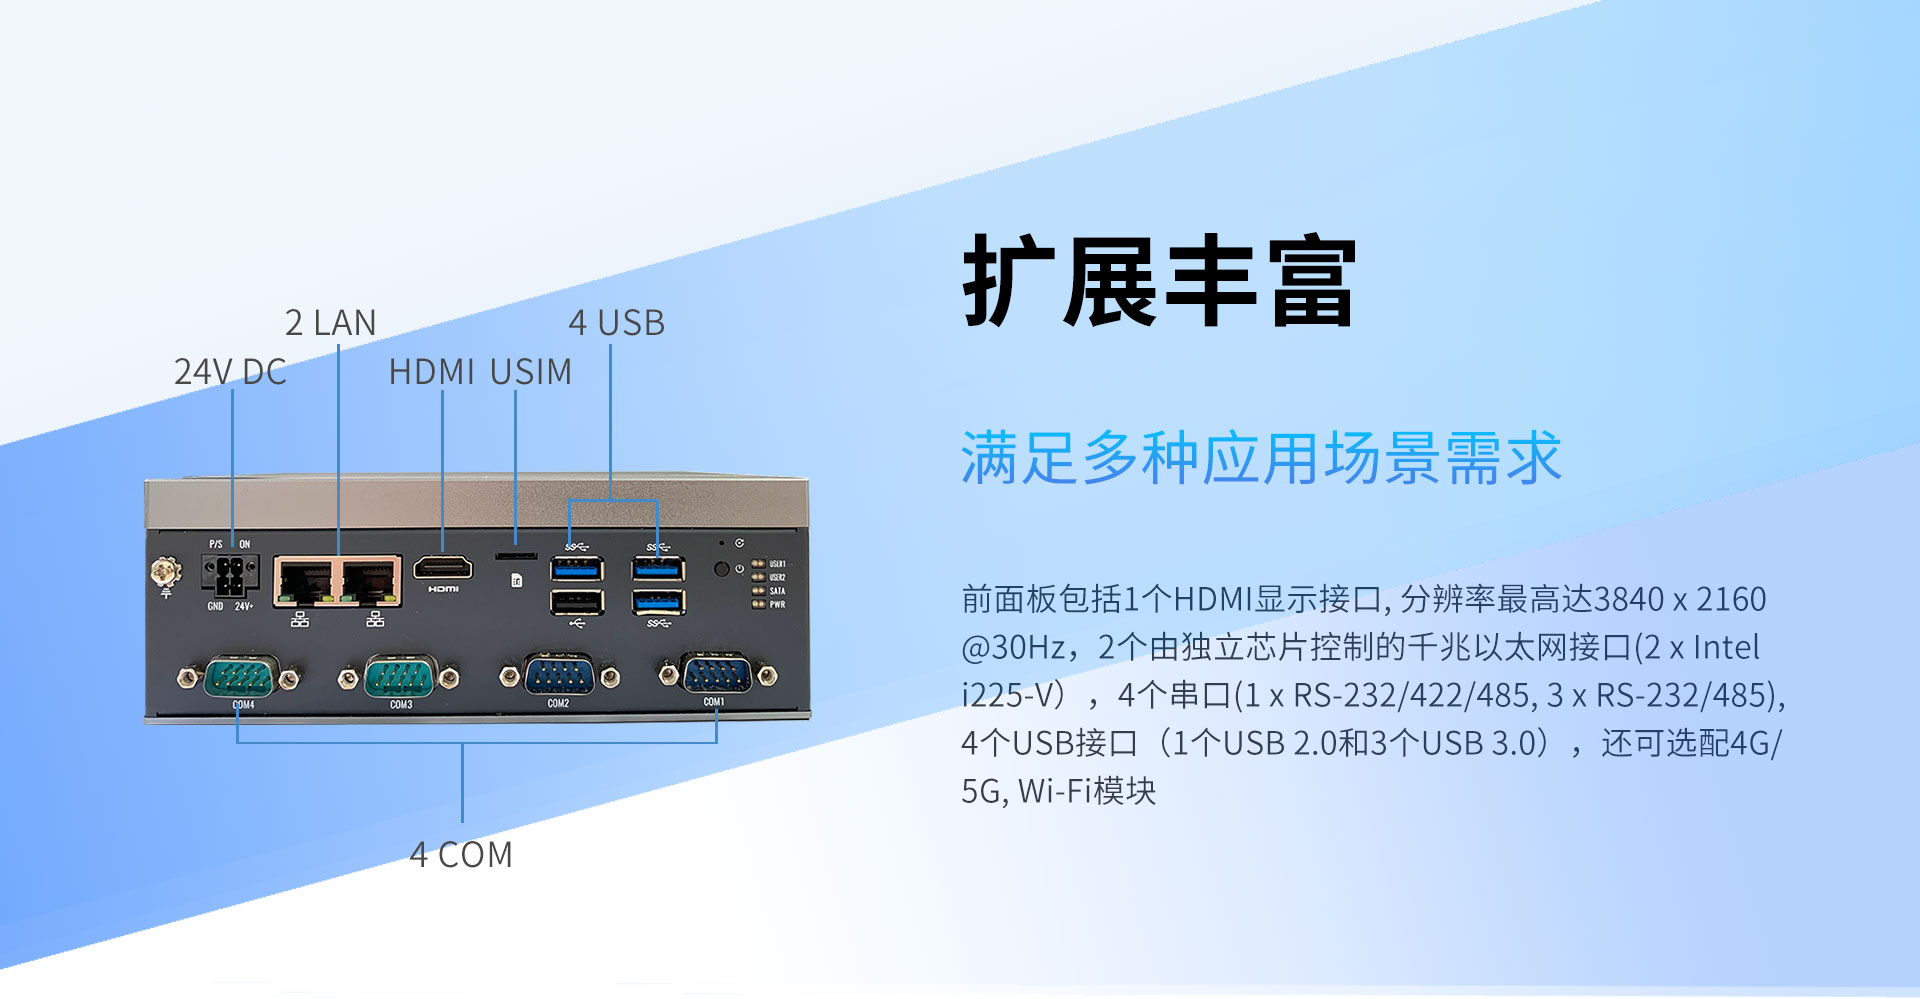 扩展丰富
满足多种应用场景需求
前面板包括1个HDMI显示接口, 分辨率最高达3840 x 2160
@30Hz，2个由独立芯片控制的千兆以太网接口(2 x Intel
i225-V），4个串口(1 x RS-232/422/485, 3 x RS-232/485),
4个USB接口（1个USB 2.0和3个USB 3.0），还可选配4G/
5G, Wi-Fi模块
2 LAN
4 USB
24V DC
HDMI
USIM
P/S
ON
GND
24V+
HDMI
SS
SS
SS
USER1
USER2
SATA
PWR
COM4
COM3
COM2
COM1
4 COM